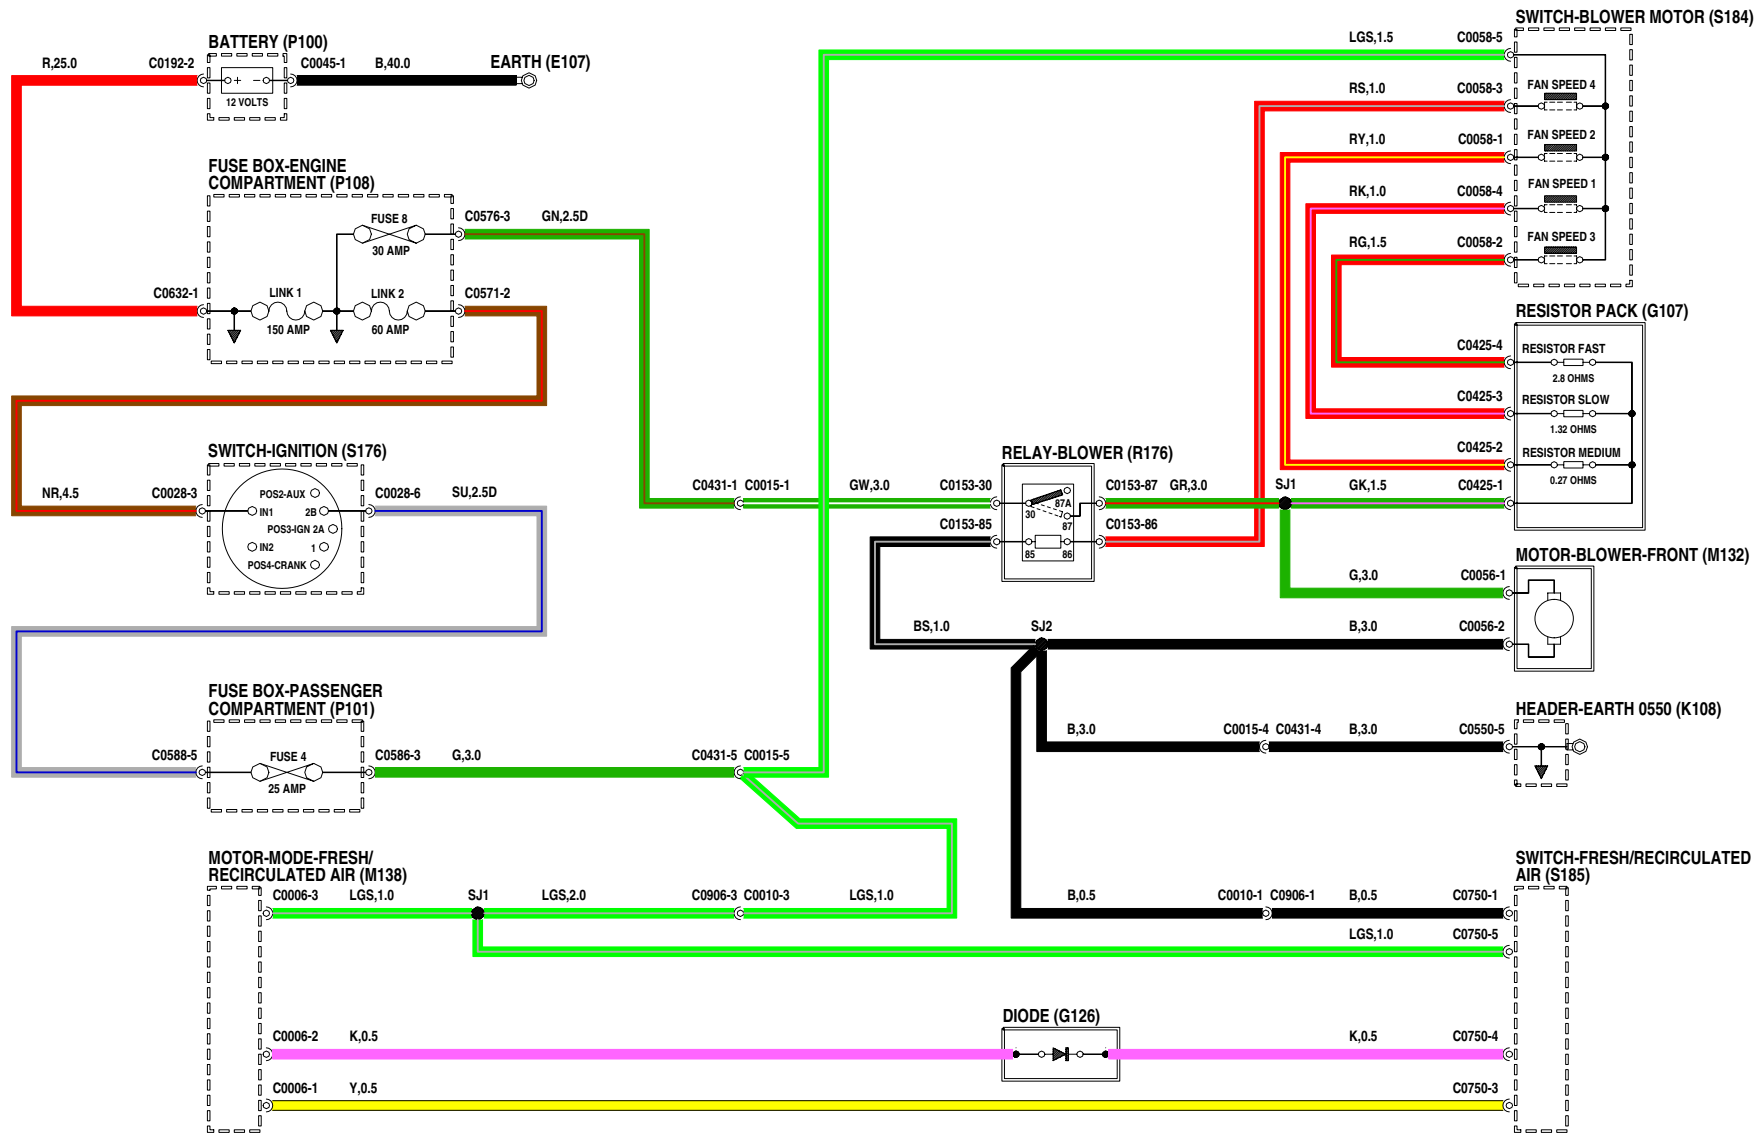 SWITCH-BLOWER MOTOR (S184)
BATTERY (P100)
R,25.0
C0192-2
C0045-1
B,40.0
EARTH (E107)
12 VOLTS
LGS,1.5
C0058-5
RS,1.0
C0058-3
FAN SPEED 4
RY,1.0
C0058-1
FAN SPEED 2
RK,1.0
C0058-4
FAN SPEED 1
RG,1.5
C0058-2
FAN SPEED 3
FUSE BOX-ENGINE
COMPARTMENT (P108)
FUSE 8
30 AMP
C0576-3
GN,2.5D
C0632-1
LINK 1
150 AMP
LINK 2
60 AMP
C0571-2
RESISTOR PACK (G107)
C0425-4
RESISTOR FAST
2.8 OHMS
C0425-3
RESISTOR SLOW
1.32 OHMS
C0425-2
RESISTOR MEDIUM
0.27 OHMS
GK,1.5
C0425-1
SWITCH-IGNITION (S176)
NR,4.5
C0028-3
POS2-AUX
IN1
2B
POS3-IGN 2A
IN2
1
POS4-CRANK
C0028-6
SU,2.5D
C0431-1
C0015-1
GW,3.0
C0153-30
RELAY-BLOWER (R176)
87A
30
87
85
86
C0153-87
GR,3.0
SJ1
C0153-85
C0153-86
MOTOR-BLOWER-FRONT (M132)
G,3.0
C0056-1
BS,1.0
SJ2
B,3.0
C0056-2
FUSE BOX-PASSENGER
COMPARTMENT (P101)
C0588-5
FUSE 4
25 AMP
C0586-3
G,3.0
C0431-5
C0015-5
HEADER-EARTH 0550 (K108)
B,3.0
C0015-4
C0431-4
B,3.0
C0550-5
MOTOR-MODE-FRESH/
RECIRCULATED AIR (M138)
C0006-3
LGS,1.0
SJ1
LGS,2.0
C0906-3
C0010-3
LGS,1.0
SWITCH-FRESH/RECIRCULATED
AIR (S185)
B,0.5
C0010-1
C0906-1
B,0.5
C0750-1
LGS,1.0
C0750-5
C0006-2
K,0.5
DIODE (G126)
K,0.5
C0750-4
C0006-1
Y,0.5
C0750-3